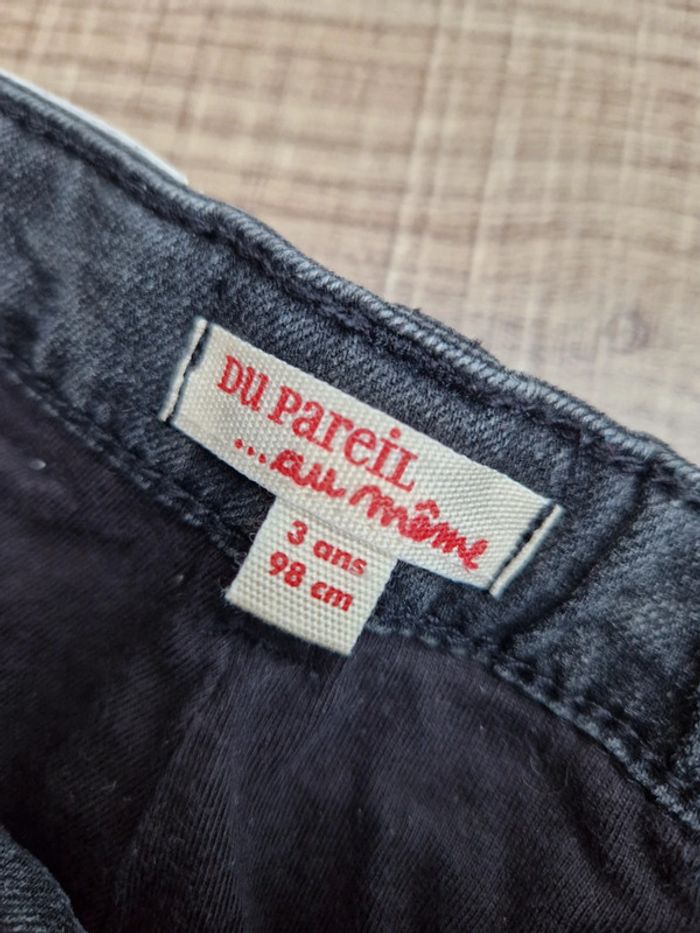 DU PAREIL
...au même
3 ans
98 cm